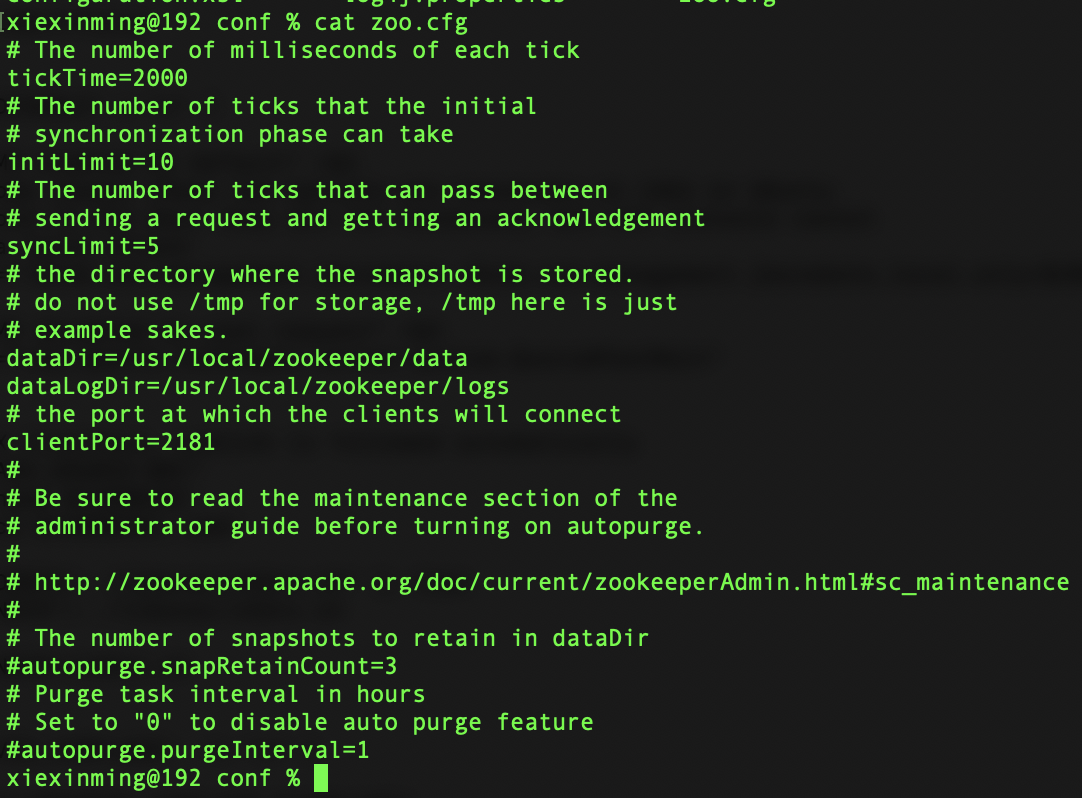 xiexinming@192 conf % cat zoo.cfg
# The number of milliseconds of each tick
tickTime=2000
# The number of ticks that the initial
# synchronization phase can take
initLimit=10
# The number of ticks that can pass between
# sending a request and getting an acknowledgement
syncLimit=5
# the directory where the snapshot is stored.
# do not use /tmp for storage, /tmp here is just
# example sakes.
dataDir=/usr/local/zookeeper/data
dataLogDir=/usr/local/zookeeper/logs
# the port at which the clients will connect
clientPort=2181
#
# Be sure to read the maintenance section of the
# administrator guide before turning on autopurge.
#
# http://zookeeper.apache.org/doc/current/zookeeperAdmin.html#sc_maintenance
#
# The number of snapshots to retain in dataDir
#autopurge.snapRetainCount=3
# Purge task interval in hours
# Set to "0" to disable auto purge feature
#autopurge.purgeInterval=1
xiexinming@192 conf %